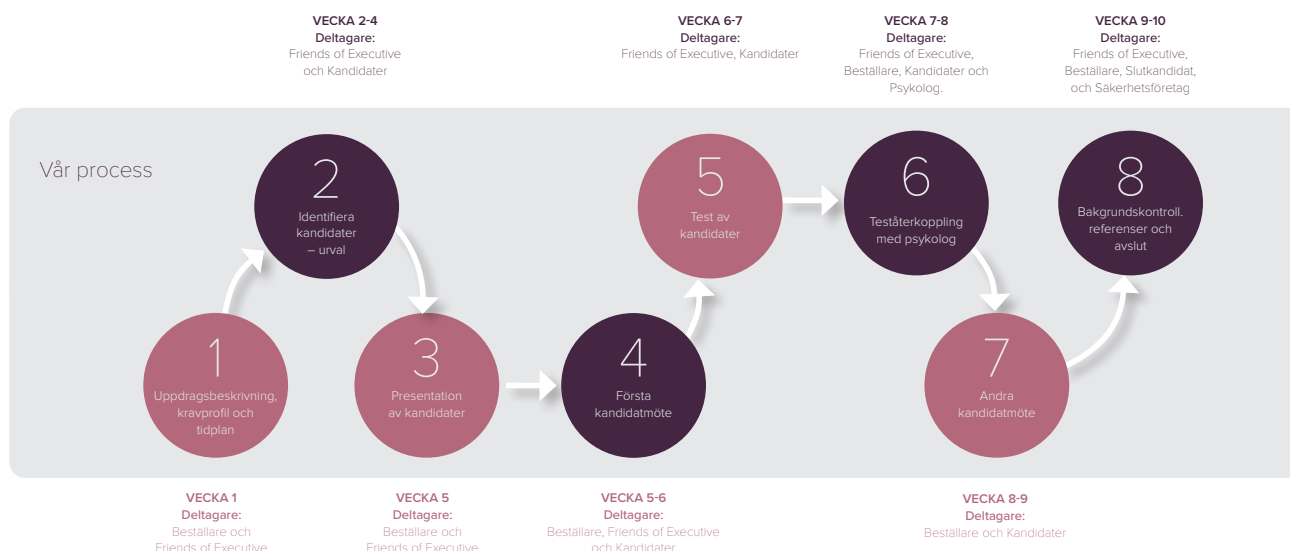 VECKA 2-4
Deltagare:
Friends of Executive
och Kandidater
VECKA 6-7
Deltagare:
Friends of Executive, Kandidater
VECKA 7-8
Deltagare:
Friends of Executive,
Beställare, Kandidater och
Psykolog.
VECKA 9-10
Deltagare:
Friends of Executive,
Beställare, Slutkandidat,
och Säkerhetsföretag
Vår process
1
Uppdragsbeskrivning,
kravprofil och
tidplan
2
Identifiera
kandidater
– urval
3
Presentation
av kandidater
4
Första
kandidatmöte
5
Test av
kandidater
6
Teståterkoppling
med psykolog
7
Andra
kandidatmöte
8
Bakgrundskontroll.
referenser och
avslut
VECKA 1
Deltagare:
Beställare och
Friends of Executive
VECKA 5
Deltagare:
Beställare och
Friends of Executive
VECKA 5-6
Deltagare:
Beställare, Friends of Executive
och Kandidater
VECKA 8-9
Deltagare:
Beställare och Kandidater